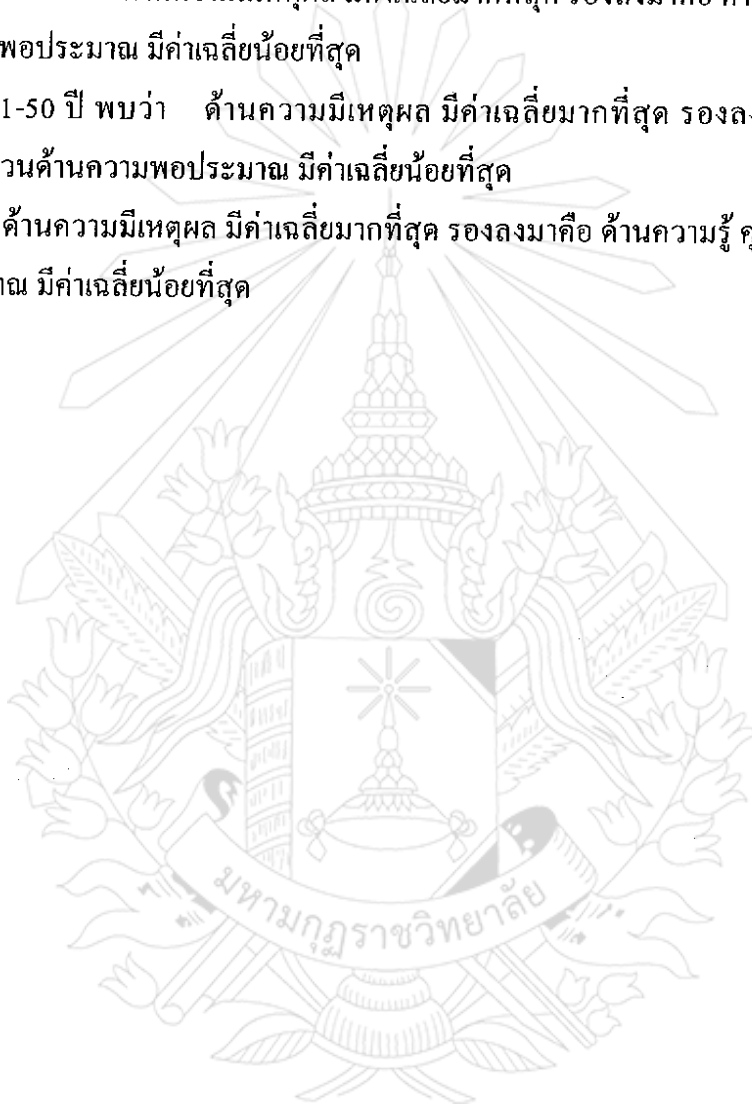 พอประมาณ มีค่าเฉลี่ยน้อยที่สุด
1-50 ปี พบว่า ด้านความมีเหตุผล มีค่าเฉลี่ยมากที่สุด รองลง
วนด้านความพอประมาณ มีค่าเฉลี่ยน้อยที่สุด
ด้านความมีเหตุผล มีค่าเฉลี่ยมากที่สุด รองลงมาคือ ด้านความรู้
าณ มีค่าเฉลี่ยน้อยที่สุด
มหามกุฏราชวิทยาลัย